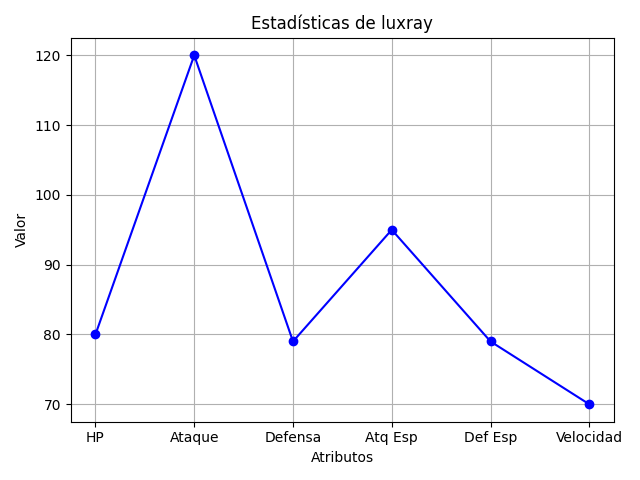 Estadísticas de luxray
120
110
100
90
80
70
Valor
HP Ataque Defensa Atq Esp Def Esp Velocidad
Atributos